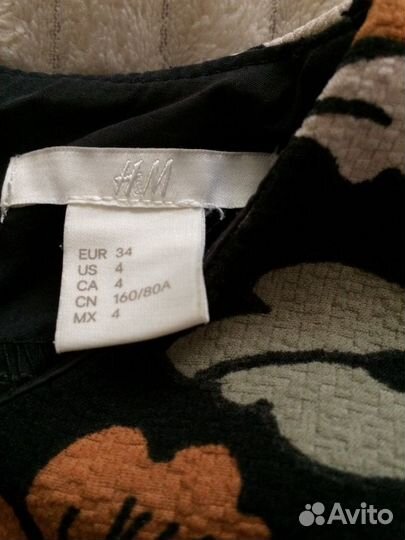 H&M
EUR 34
US 4
CA 4
CN 160/80A
MX 4
Avito